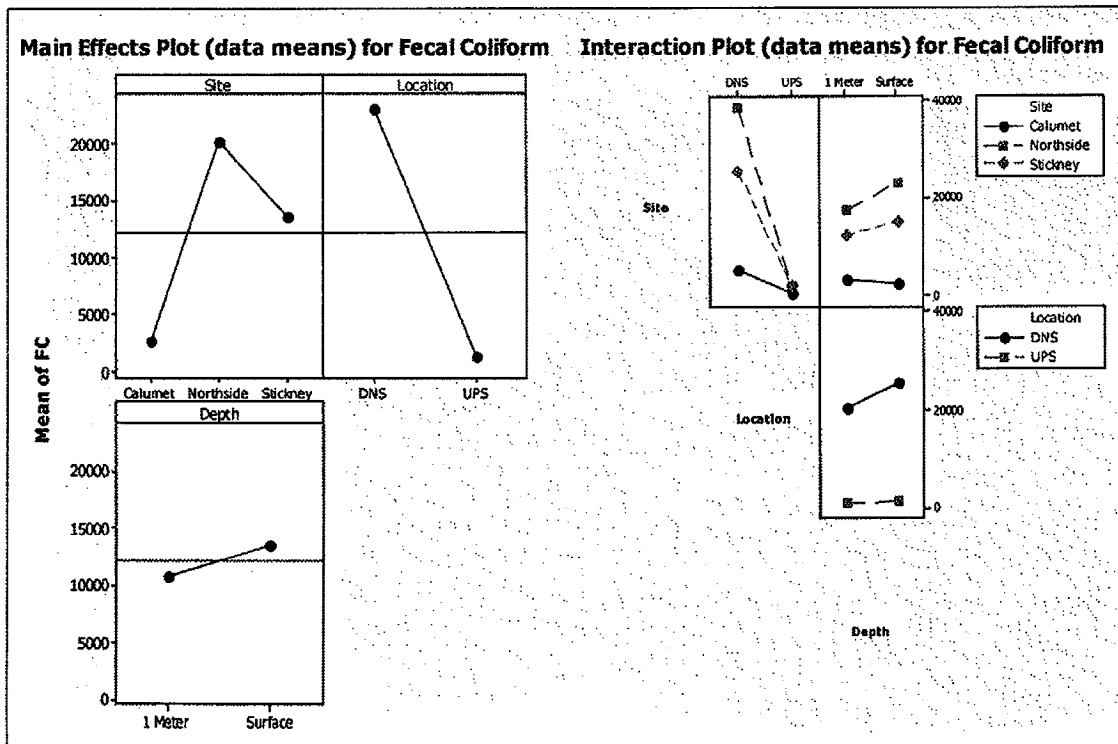 Main Effects Plot (data means) for Fecal Coliform
Site
Location
Mean of FC
20000
15000
10000
5000
0
Calumet Northside Stickney
DNS UPS
Depth
20000
15000
10000
5000
0
1 Meter Surface
Interaction Plot (data means) for Fecal Coliform
DNS UPS
1 Meter Surface
40000
20000
0
Site
Site
Calumet
Northside
Stickney
40000
20000
0
Location
Location
DNS
UPS
Depth